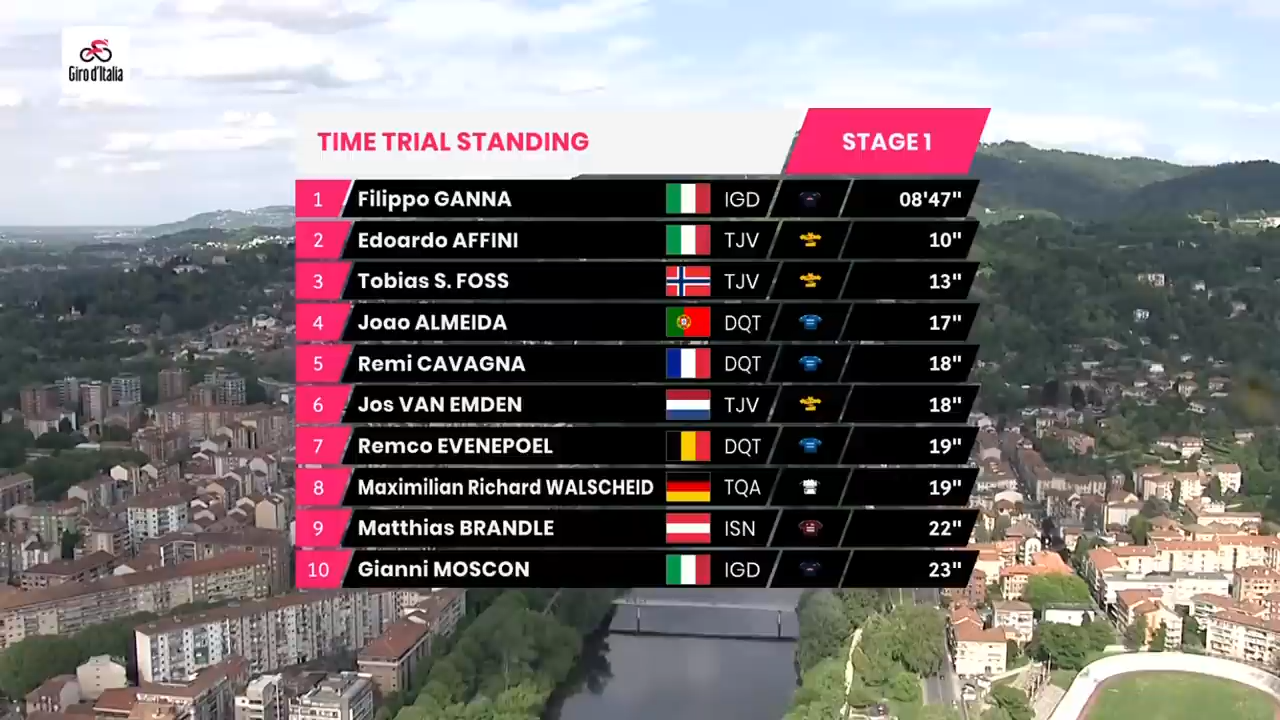 Giro d'Italia
TIME TRIAL STANDING STAGE 1
1 Filippo GANNA IGD 08'47"
2 Edoardo AFFINI TJV 10"
3 Tobias S. FOSS TJV 13"
4 Joao ALMEIDA DQT 17"
5 Remi CAVAGNA DQT 18"
6 Jos VAN EMDEN TJV 18"
7 Remco EVENEPOEL DQT 19"
8 Maximilian Richard WALSCHEID TQA 19"
9 Matthias BRANDLE ISN 22"
10 Gianni MOSCON IGD 23"